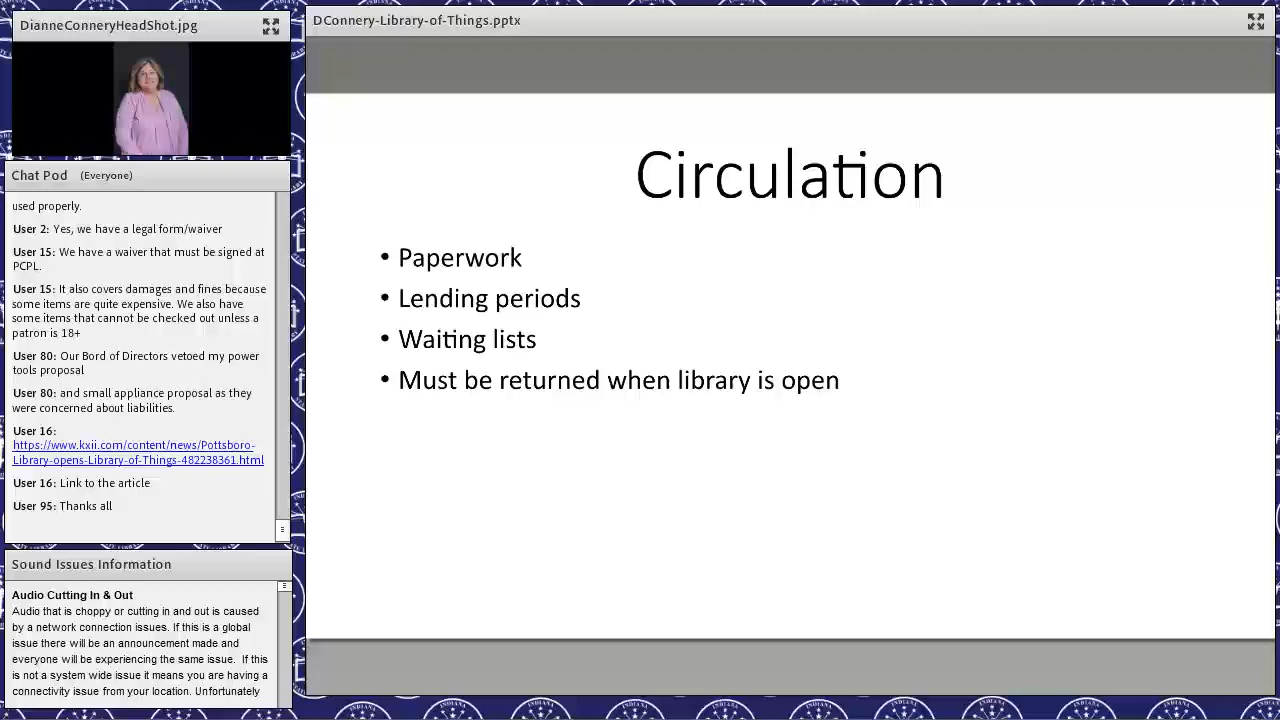 DianneConneryHeadShot.jpg
Chat Pod (Everyone)
used properly.
User 2: Yes, we have a legal form/waiver
User 15: We have a waiver that must be signed at
PCPL.
User 15: It also covers damages and fines because
some items are quite expensive. We also have
some items that cannot be checked out unless a
patron is 18+
User 80: Our Bord of Directors vetoed my power
tools proposal
User 80: and small appliance proposal as they
were concerned about liabilities.
User 16:
https://www.kxii.com/content/news/Pottsboro-
Library-opens-Library-of-Things-482238361.html
User 16: Link to the article
User 95: Thanks all
Sound Issues Information
Audio Cutting In & Out
Audio that is choppy or cutting in and out is caused
by a network connection issues. If this is a global
issue there will be an announcement made and
everyone will be experiencing the same issue. If this
is not a system wide issue it means you are having a
connectivity issue from your location. Unfortunately
DConnery-Library-of-Things.pptx
Circulation
• Paperwork
• Lending periods
• Waiting lists
• Must be returned when library is open